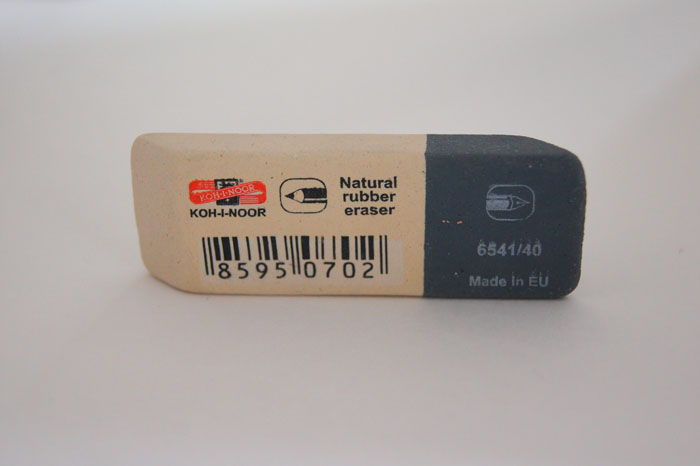 KOH-I-NOOR
KOH-I-NOOR
Natural
rubber
eraser
8595 0702
6541/40
Made in EU